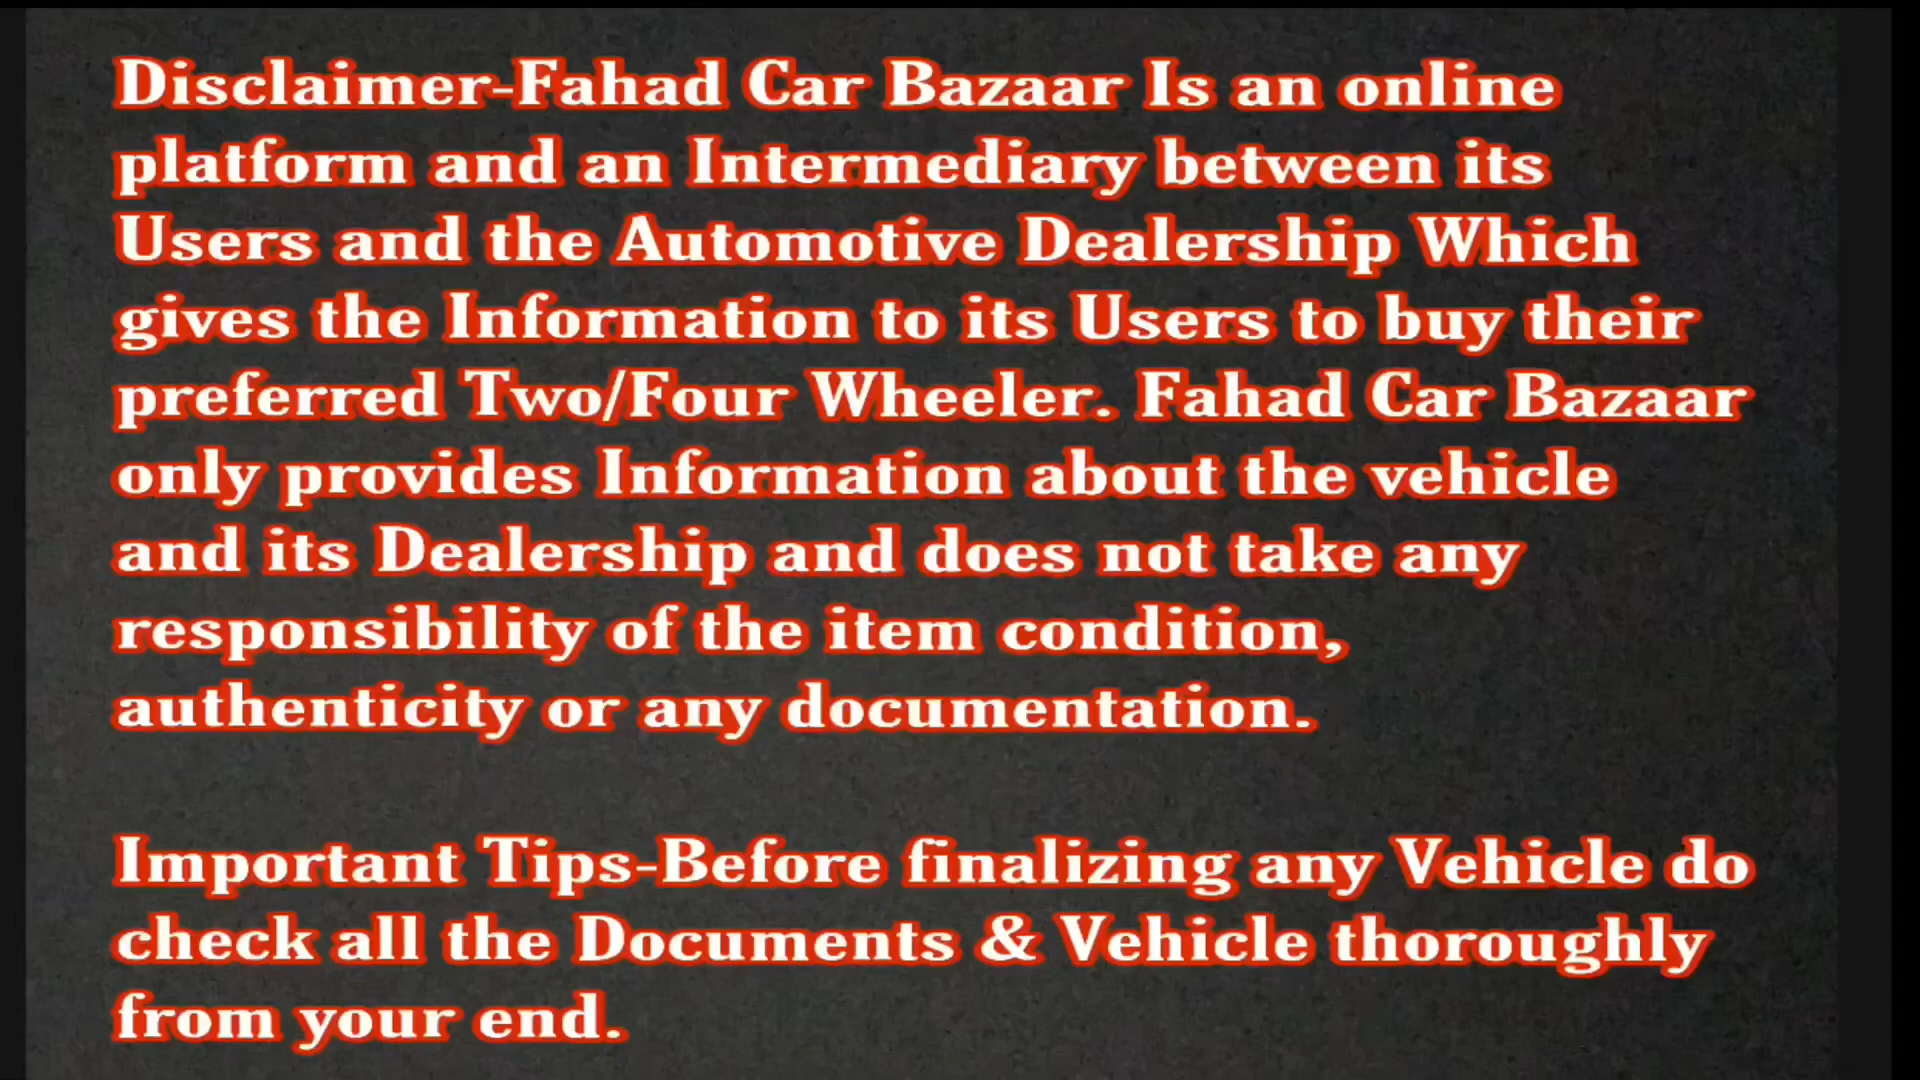 Disclaimer-Fahad Car Bazaar Is an online
platform and an Intermediary between its
Users and the Automotive Dealership Which
gives the Information to its Users to buy their
preferred Two/Four Wheeler. Fahad Car Bazaar
only provides Information about the vehicle
and its Dealership and does not take any
responsibility of the item condition,
authenticity or any documentation.
Important Tips-Before finalizing any Vehicle do
check all the Documents & Vehicle thoroughly
from your end.